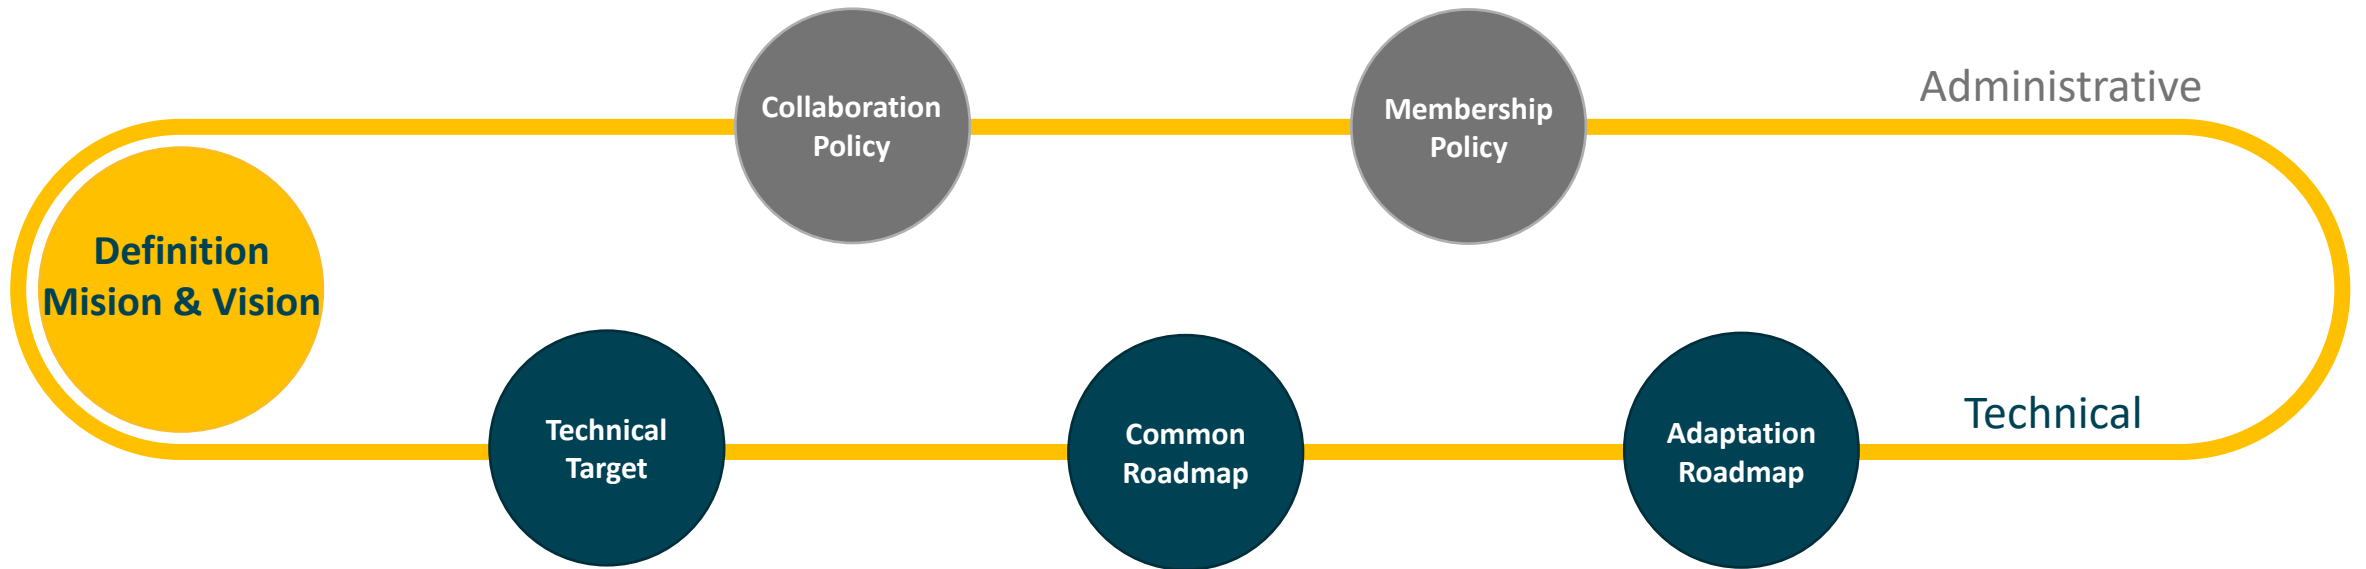 Collaboration
Policy
Membership
Policy
Administrative
Definition
Mision & Vision
Technical
Target
Common
Roadmap
Adaptation
Roadmap
Technical